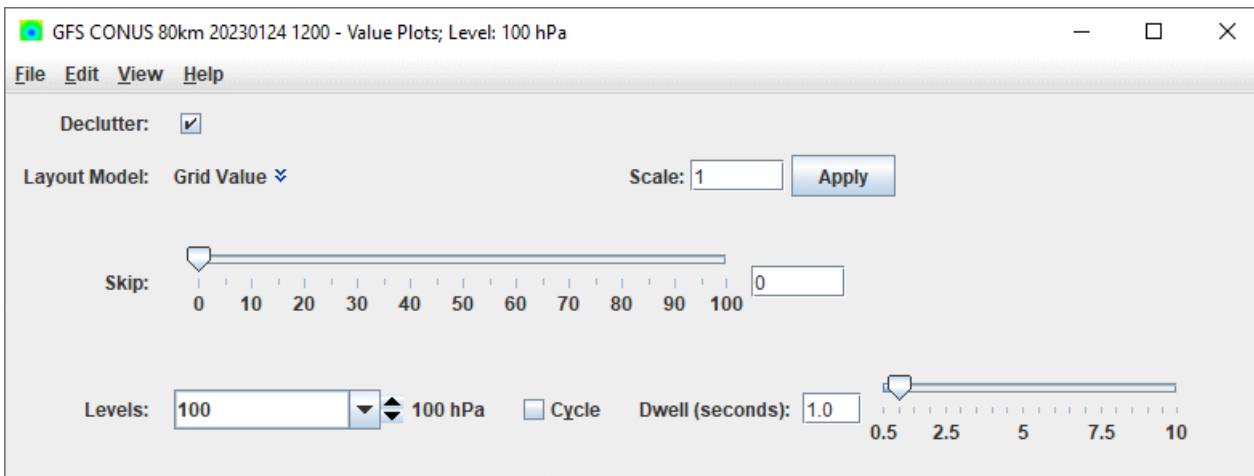 GFS CONUS 80km 20230124 1200 - Value Plots; Level: 100 hPa
File Edit View Help
Declutter:
Layout Model: Grid Value Scale: 1 Apply
Skip: 0
0 10 20 30 40 50 60 70 80 90 100
Levels: 100 100 hPa Cycle Dwell (seconds): 1.0
0.5 2.5 5 7.5 10